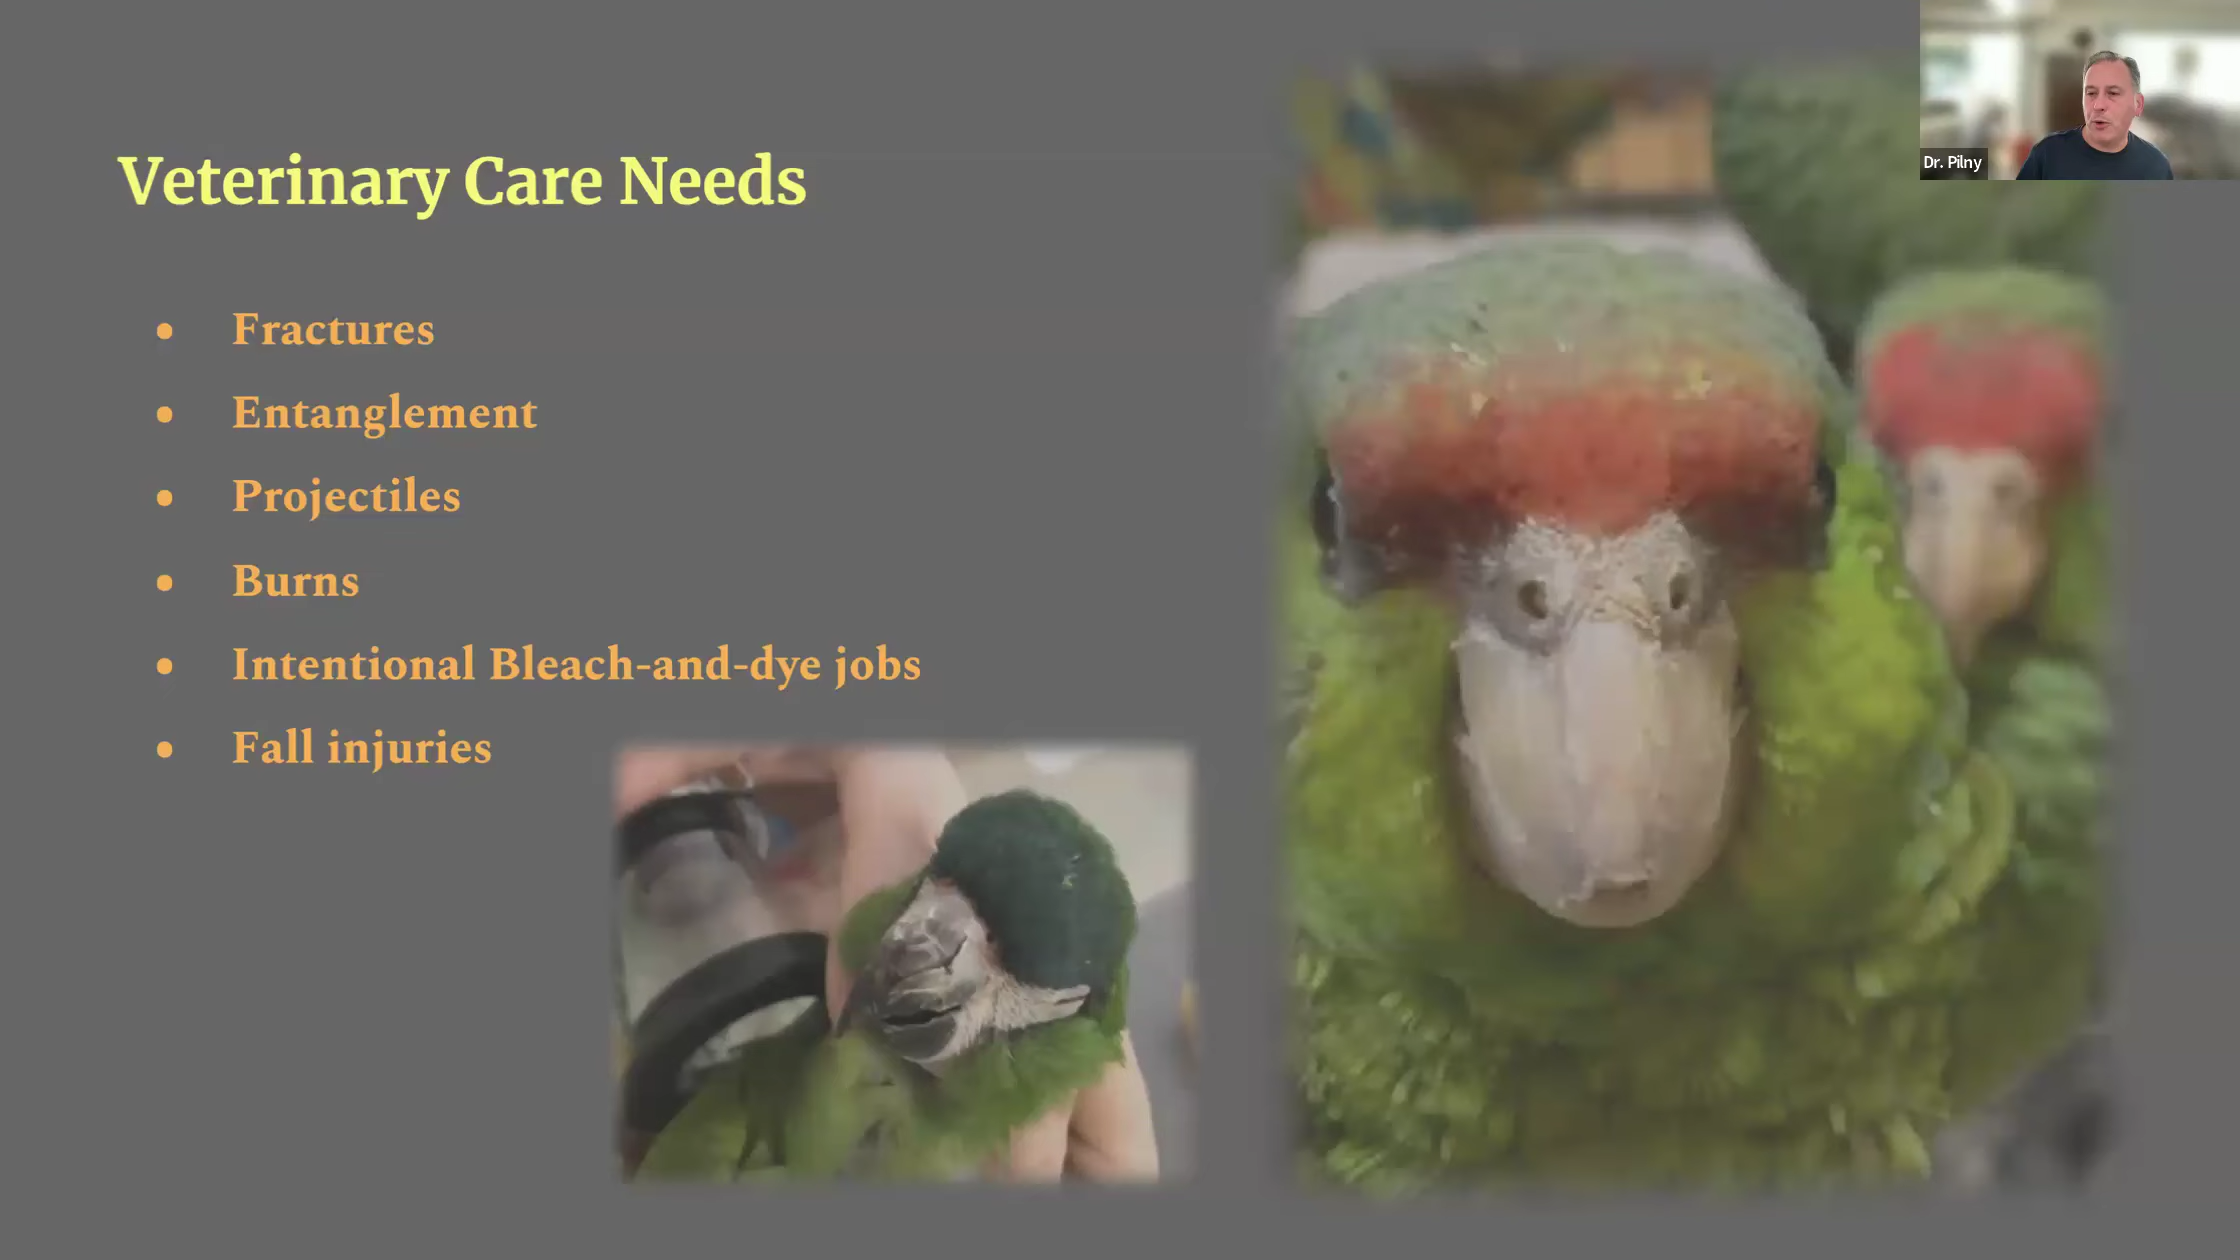 Dr. Pilny
Veterinary Care Needs
• Fractures
• Entanglement
• Projectiles
• Burns
• Intentional Bleach-and-dye jobs
• Fall injuries